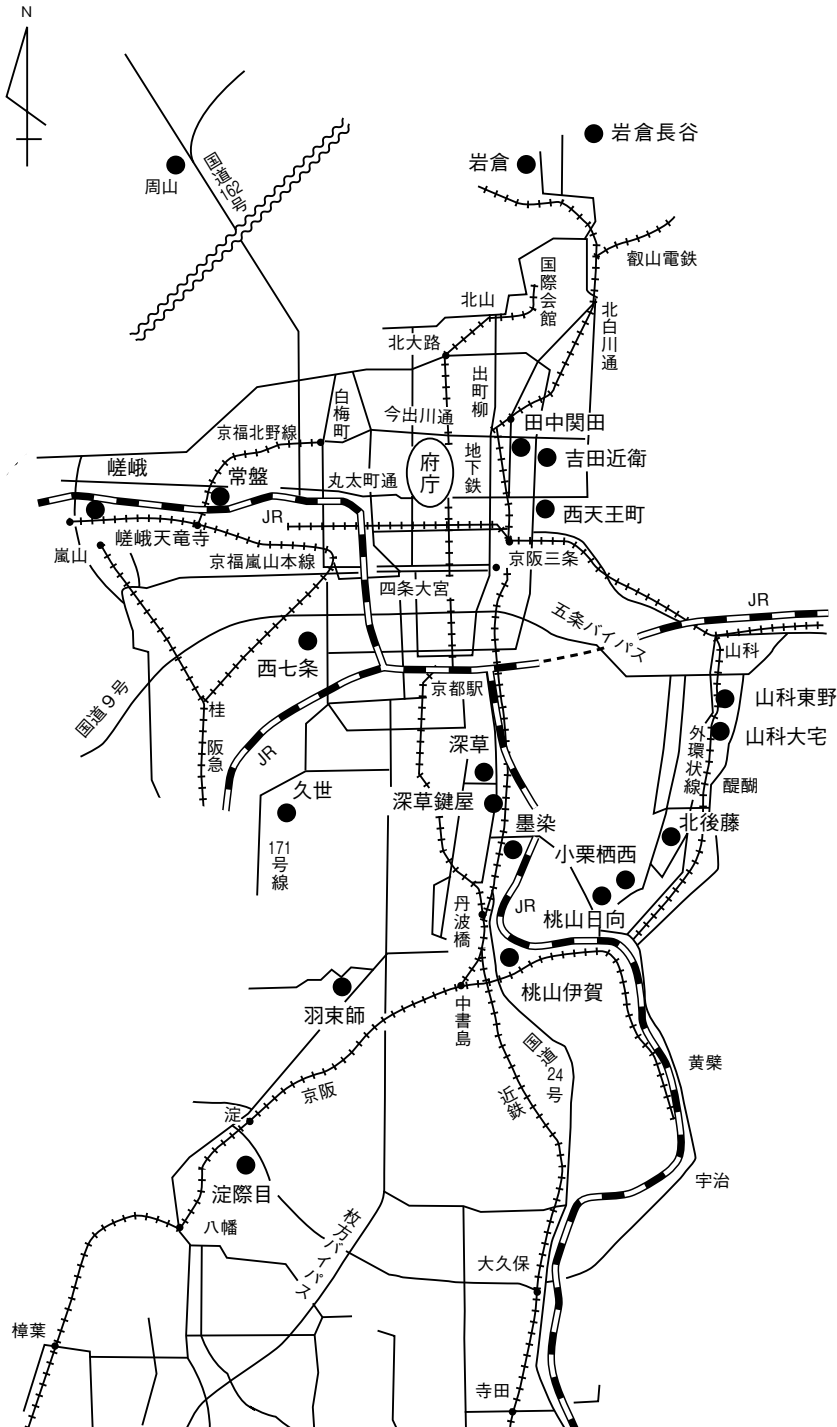 N
岩倉長谷
岩倉
周山
国道162号
叡山電鉄
国際会館
北山
北白川通
北大路
出町柳
白梅町
今出川通
田中関田
京福北野線
地下鉄
府庁
吉田近衛
嵯峨
常盤
丸太町通
西天王町
JR
嵯峨天竜寺
嵐山
京福嵐山本線
京阪三条
四条大宮
五条バイパス
JR
山科
西七条
京都駅
山科東野
国道9号
桂
外環状線
山科大宅
阪急
JR
深草
醍醐
久世
深草鍵屋
墨染
北後藤
171号線
小栗栖西
丹波橋
JR
桃山日向
羽束師
中書島
桃山伊賀
国道24号
黄檗
京阪
近鉄
淀
宇治
淀際目
八幡
枚方バイパス
大久保
樟葉
寺田